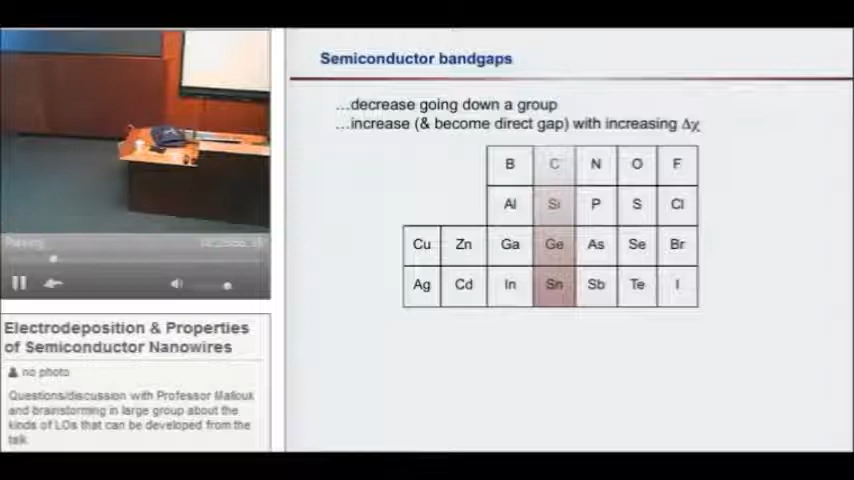 Semiconductor bandgaps
...decrease going down a group
...increase (& become direct gap) with increasing Δχ
B C N O F
Al Si P S Cl
Cu Zn Ga Ge As Se Br
Ag Cd In Sn Sb Te I
Playing
Electrodeposition & Properties
of Semiconductor Nanowires
no photo
Questions/discussion with Professor Mallouk
and brainstorming in large group about the
kinds of LOs that can be developed from the
talk